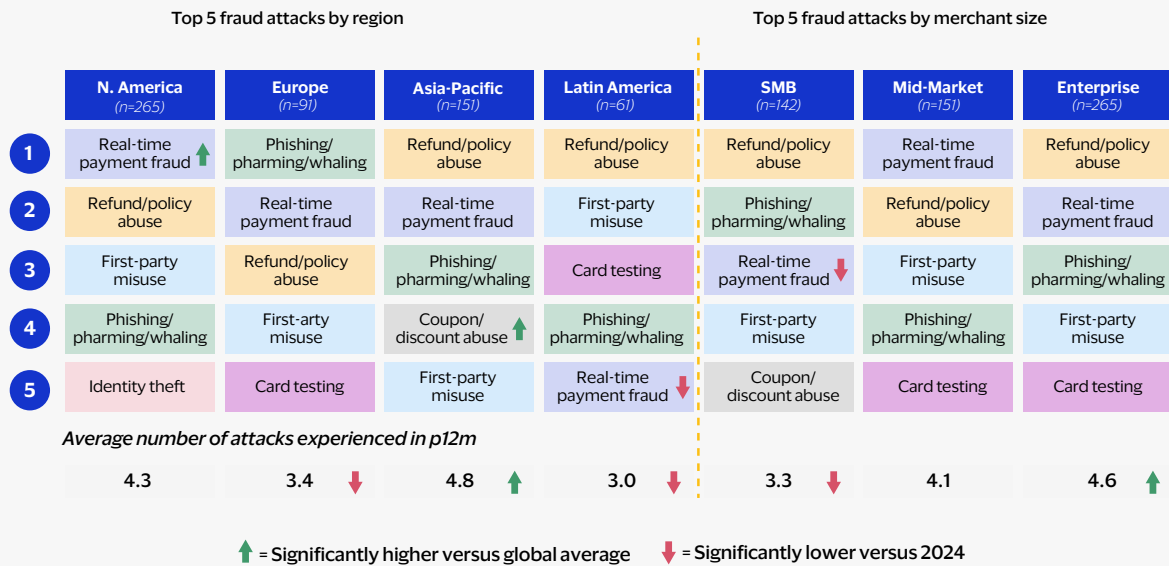 Top 5 fraud attacks by region
Top 5 fraud attacks by merchant size
N. America
(n=265)
Europe
(n=91)
Asia-Pacific
(n=151)
Latin America
(n=61)
SMB
(n=142)
Mid-Market
(n=151)
Enterprise
(n=265)
1
Real-time
payment fraud
Phishing/
pharming/whaling
Refund/policy
abuse
Refund/policy
abuse
Refund/policy
abuse
Real-time
payment fraud
Refund/policy
abuse
2
Refund/policy
abuse
Real-time
payment fraud
Real-time
payment fraud
First-party
misuse
Phishing/
pharming/whaling
Refund/policy
abuse
Real-time
payment fraud
3
First-party
misuse
Refund/policy
abuse
Phishing/
pharming/whaling
Card testing
Real-time
payment fraud
First-party
misuse
Phishing/
pharming/whaling
4
Phishing/
pharming/whaling
First-arty
misuse
Coupon/
discount abuse
Phishing/
pharming/whaling
First-party
misuse
Phishing/
pharming/whaling
First-party
misuse
5
Identity theft
Card testing
First-party
misuse
Real-time
payment fraud
Coupon/
discount abuse
Card testing
Card testing
Average number of attacks experienced in p12m
4.3
3.4
4.8
3.0
3.3
4.1
4.6
= Significantly higher versus global average
= Significantly lower versus 2024